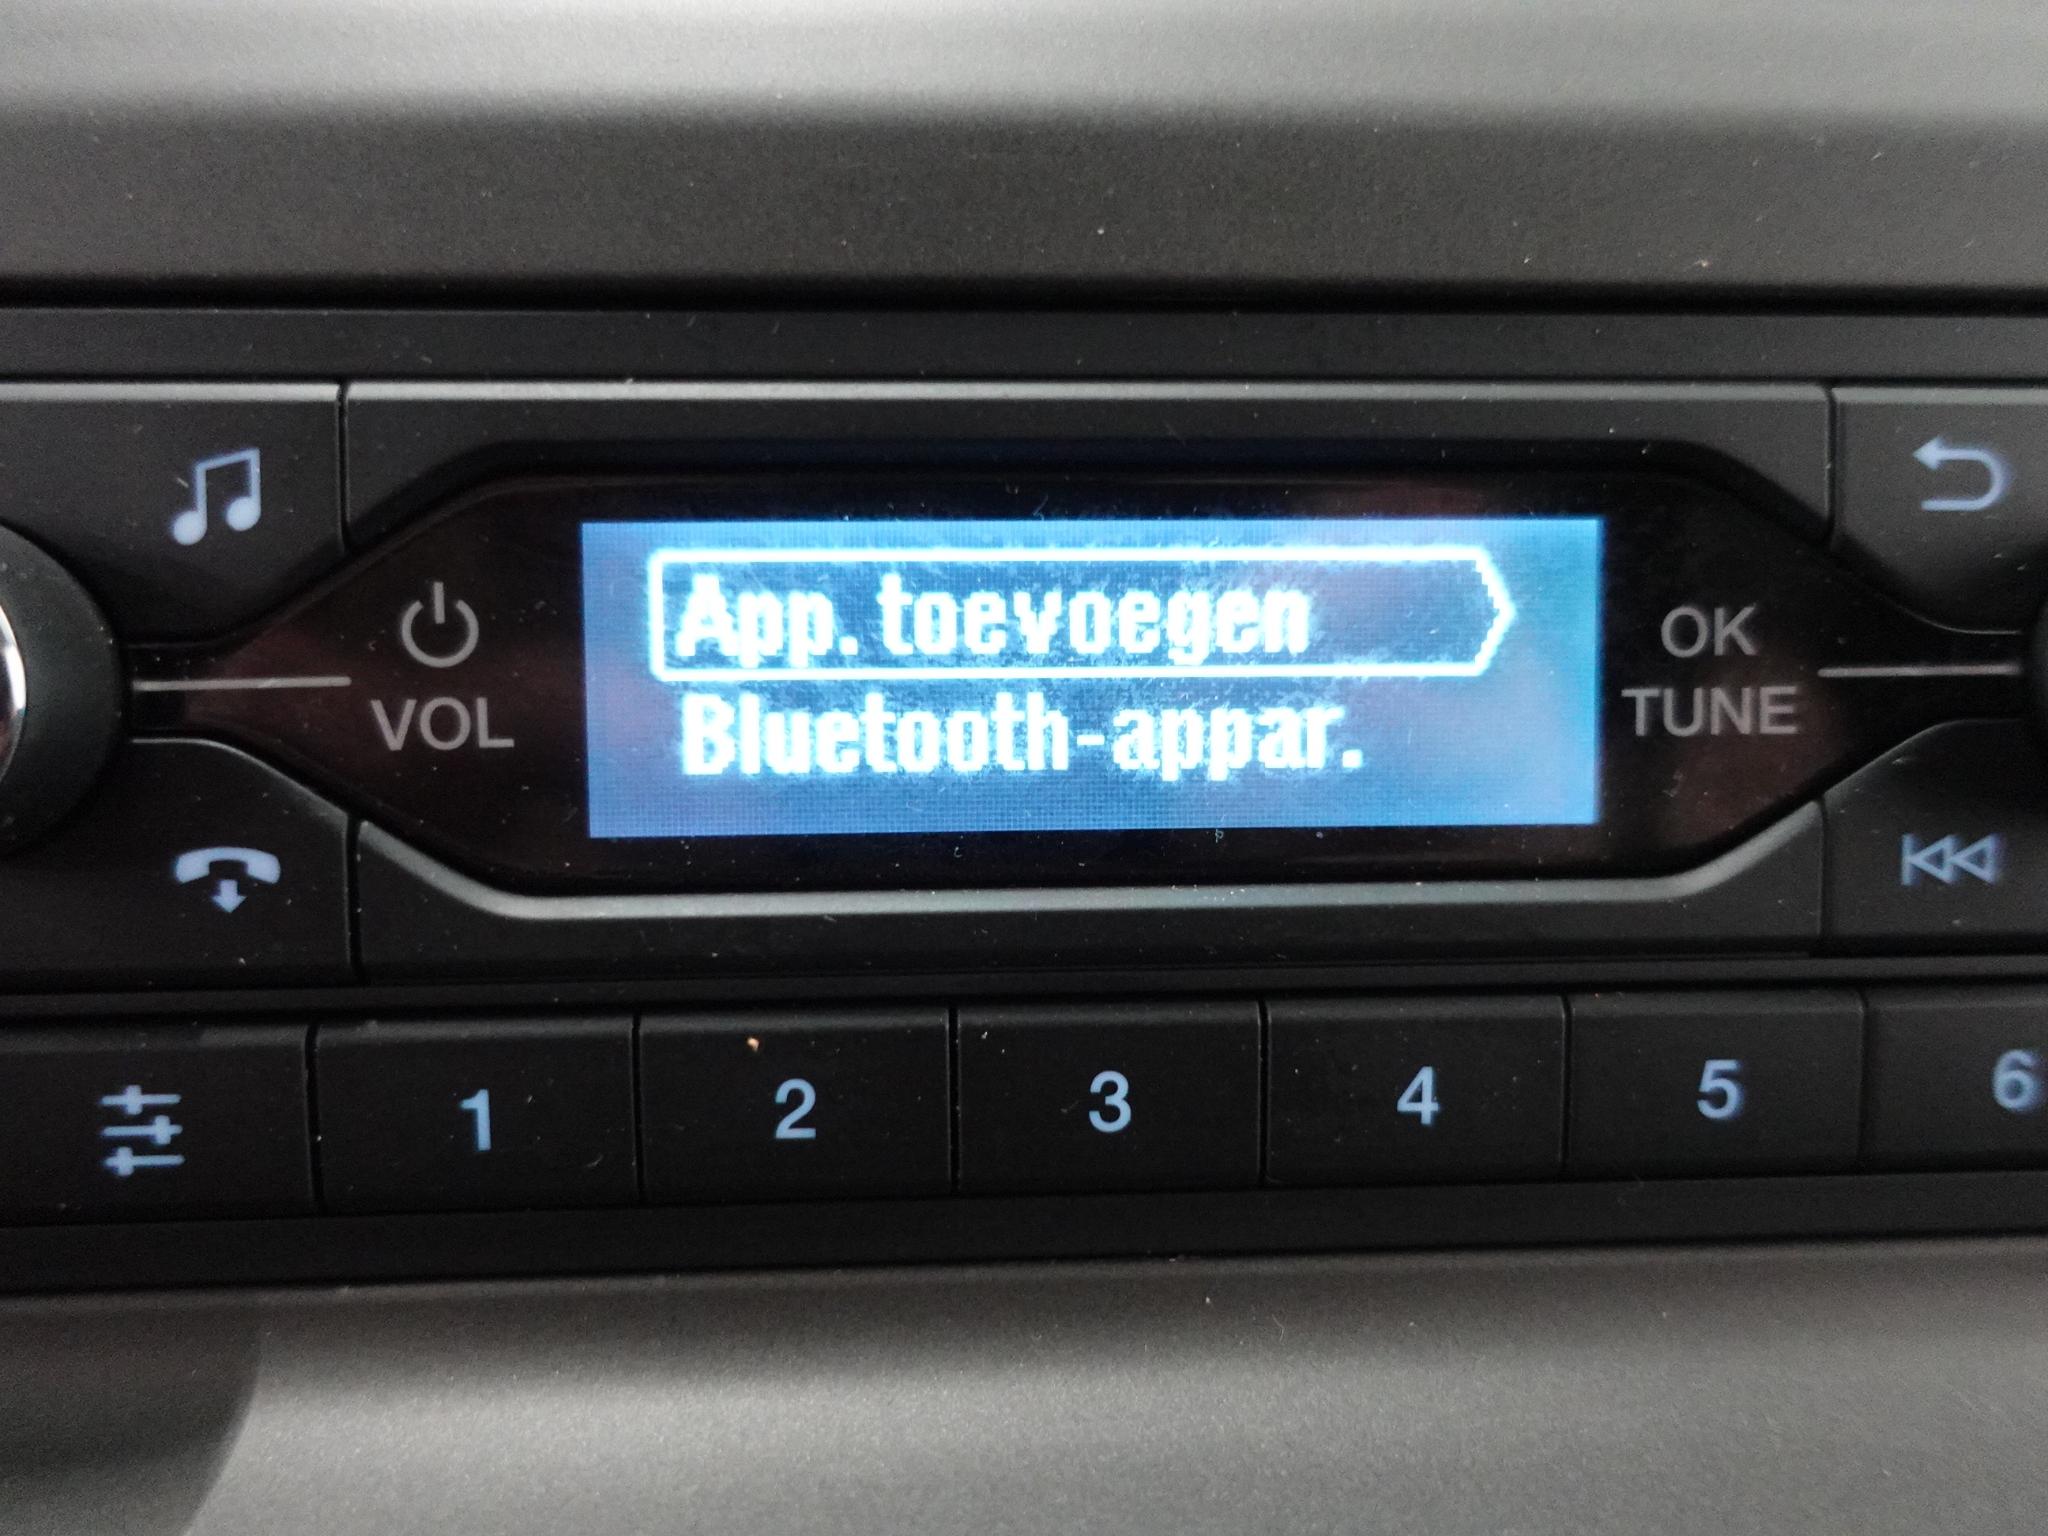 App. toevoegen
Bluetooth-appar.
VOL
OK
TUNE
1 2 3 4 5 6